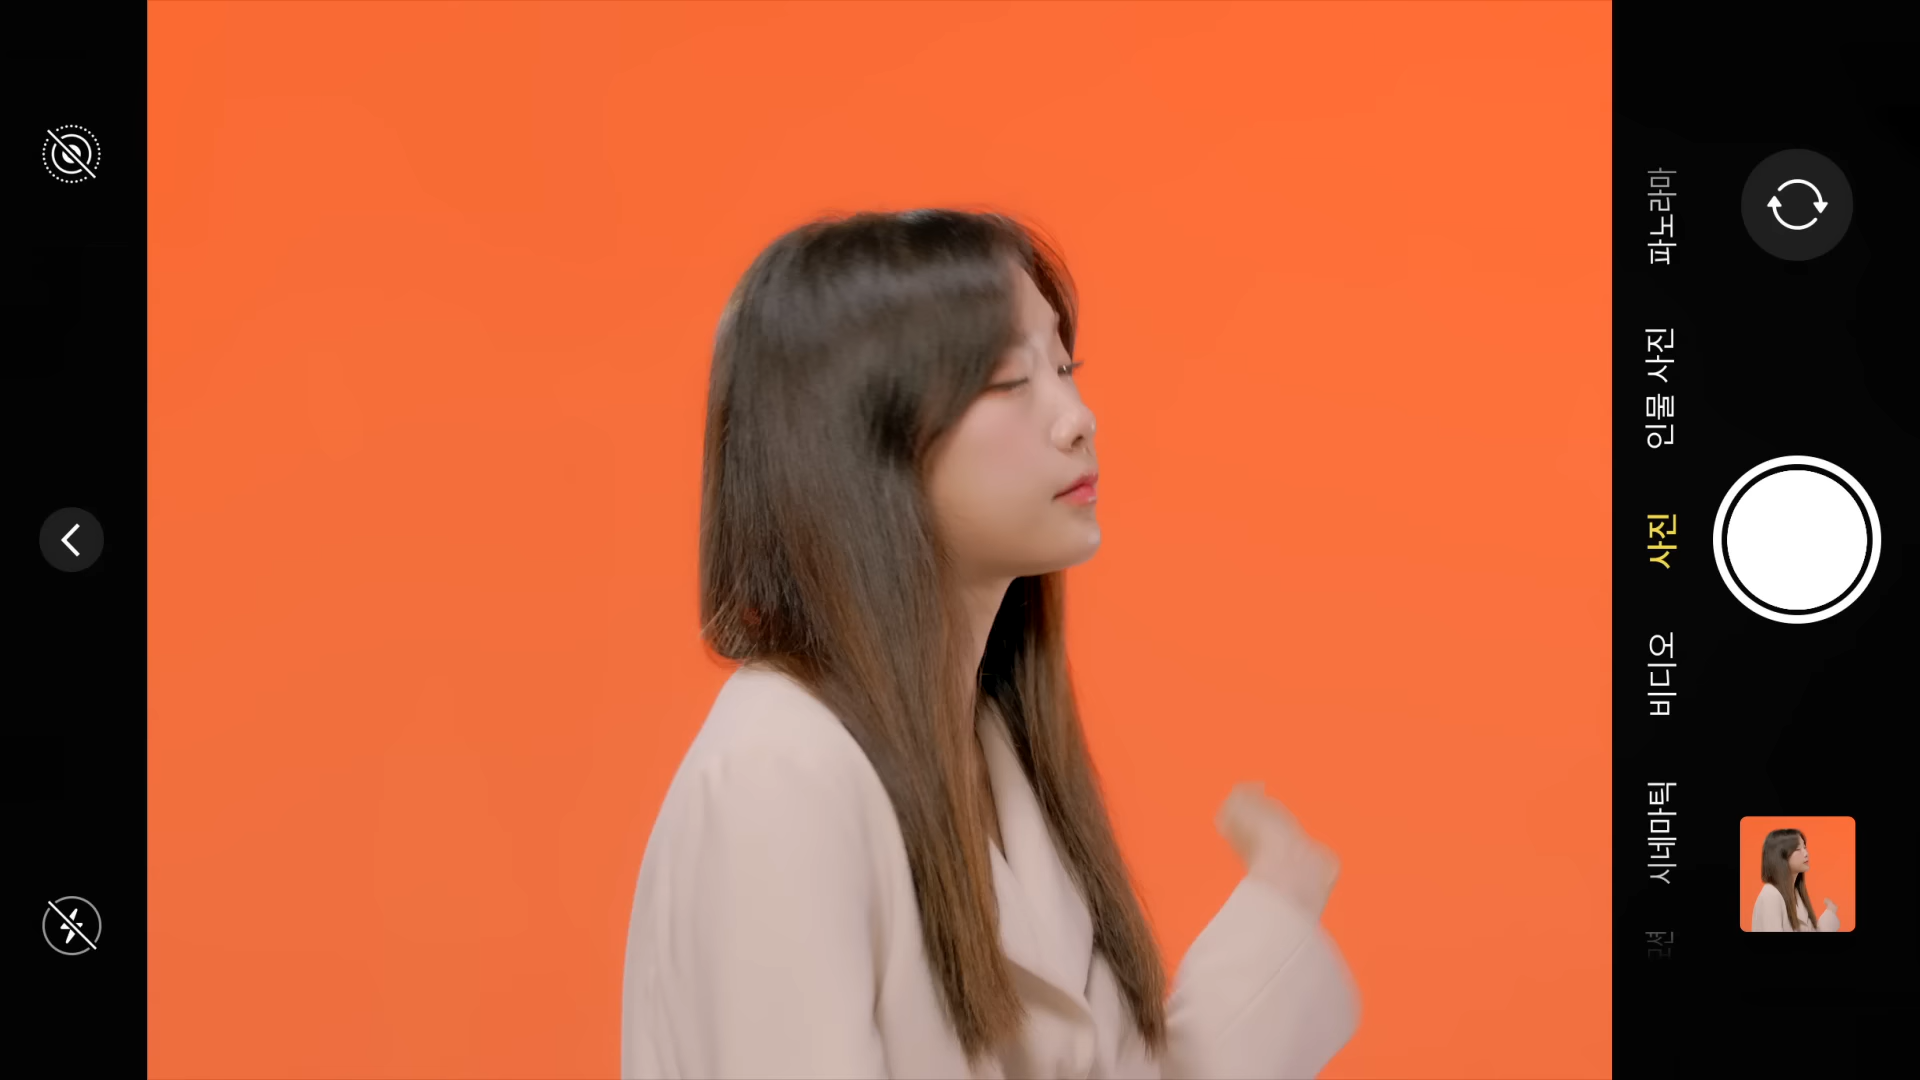 파노라마
인물 사진
사진
비디오
시네마틱